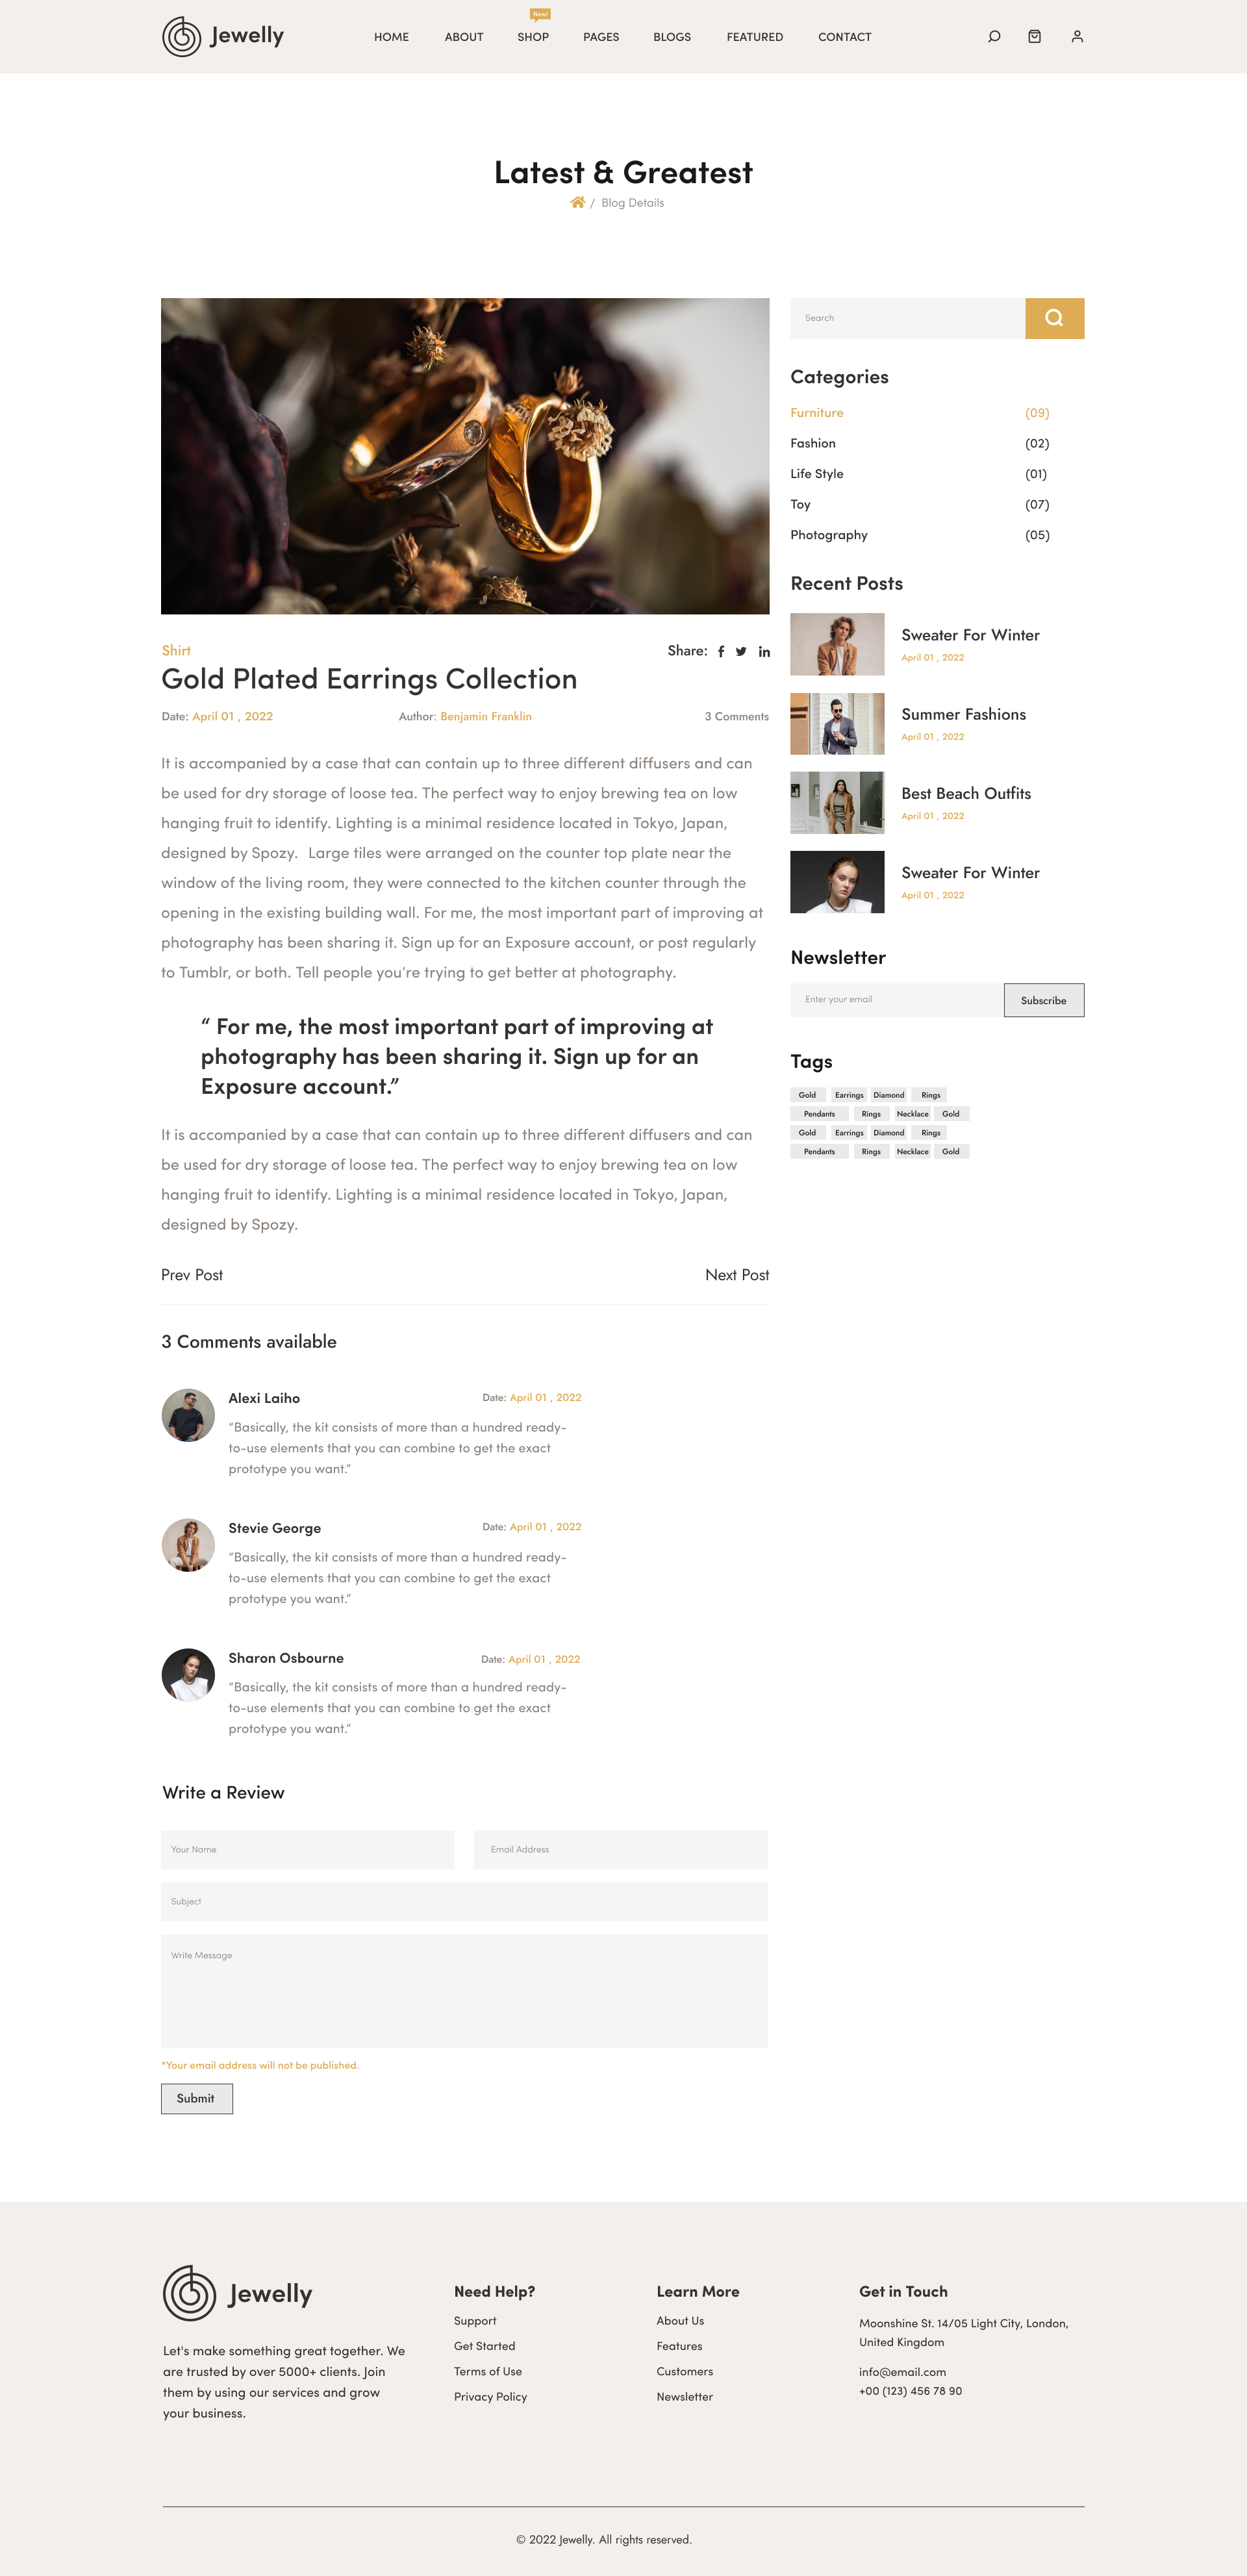 Jewelly
HOME ABOUT SHOP PAGES BLOGS FEATURED CONTACT
New!
Latest & Greatest
/ Blog Details
Search
Categories
Furniture (09)
Fashion (02)
Life Style (01)
Toy (07)
Photography (05)
Recent Posts
Sweater For Winter
April 01 , 2022
Summer Fashions
April 01 , 2022
Best Beach Outfits
April 01 , 2022
Sweater For Winter
April 01 , 2022
Newsletter
Enter your email Subscribe
Tags
Gold Earrings Diamond Rings
Pendants Rings Necklace Gold
Gold Earrings Diamond Rings
Pendants Rings Necklace Gold
Shirt Share:
Gold Plated Earrings Collection
Date: April 01 , 2022 Author: Benjamin Franklin 3 Comments
It is accompanied by a case that can contain up to three different diffusers and can
be used for dry storage of loose tea. The perfect way to enjoy brewing tea on low
hanging fruit to identify. Lighting is a minimal residence located in Tokyo, Japan,
designed by Spozy. Large tiles were arranged on the counter top plate near the
window of the living room, they were connected to the kitchen counter through the
opening in the existing building wall. For me, the most important part of improving at
photography has been sharing it. Sign up for an Exposure account, or post regularly
to Tumblr, or both. Tell people you're trying to get better at photography.
“ For me, the most important part of improving at
photography has been sharing it. Sign up for an
Exposure account.”
It is accompanied by a case that can contain up to three different diffusers and can
be used for dry storage of loose tea. The perfect way to enjoy brewing tea on low
hanging fruit to identify. Lighting is a minimal residence located in Tokyo, Japan,
designed by Spozy.
Prev Post Next Post
3 Comments available
Alexi Laiho Date: April 01 , 2022
“Basically, the kit consists of more than a hundred ready-
to-use elements that you can combine to get the exact
prototype you want.”
Stevie George Date: April 01 , 2022
“Basically, the kit consists of more than a hundred ready-
to-use elements that you can combine to get the exact
prototype you want.”
Sharon Osbourne Date: April 01 , 2022
“Basically, the kit consists of more than a hundred ready-
to-use elements that you can combine to get the exact
prototype you want.”
Write a Review
Your Name Email Address
Subject
Write Message
*Your email address will not be published.
Submit
Jewelly
Let's make something great together. We
are trusted by over 5000+ clients. Join
them by using our services and grow
your business.
Need Help?
Support
Get Started
Terms of Use
Privacy Policy
Learn More
About Us
Features
Customers
Newsletter
Get in Touch
Moonshine St. 14/05 Light City, London,
United Kingdom
info@email.com
+00 (123) 456 78 90
© 2022 Jewelly. All rights reserved.